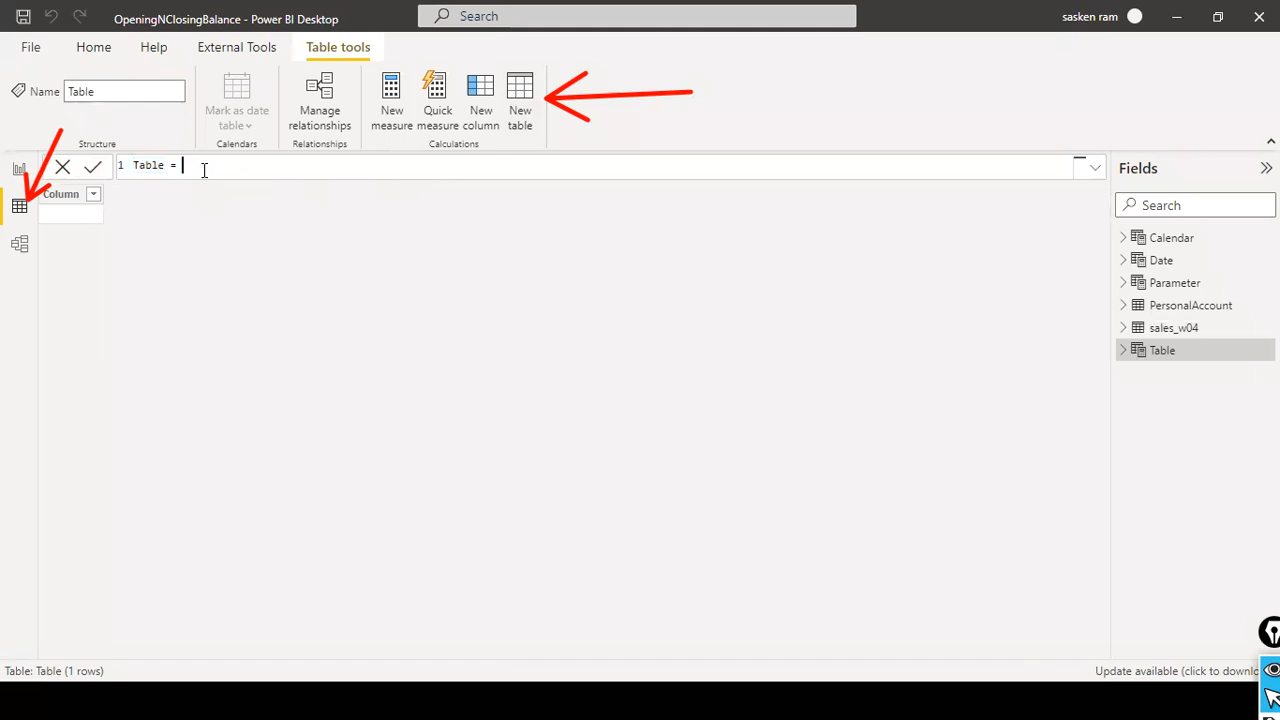 OpeningNClosingBalance - Power BI Desktop
Search
sasken ram
File
Home
Help
External Tools
Table tools
Name
Table
Mark as date
table
Manage
relationships
New
measure
Quick
measure
New
column
New
table
Structure
Calendars
Relationships
Calculations
1 Table =
Column
Fields
Search
Calendar
Date
Parameter
PersonalAccount
sales_w04
Table
Table: Table (1 rows)
Update available (click to downlo